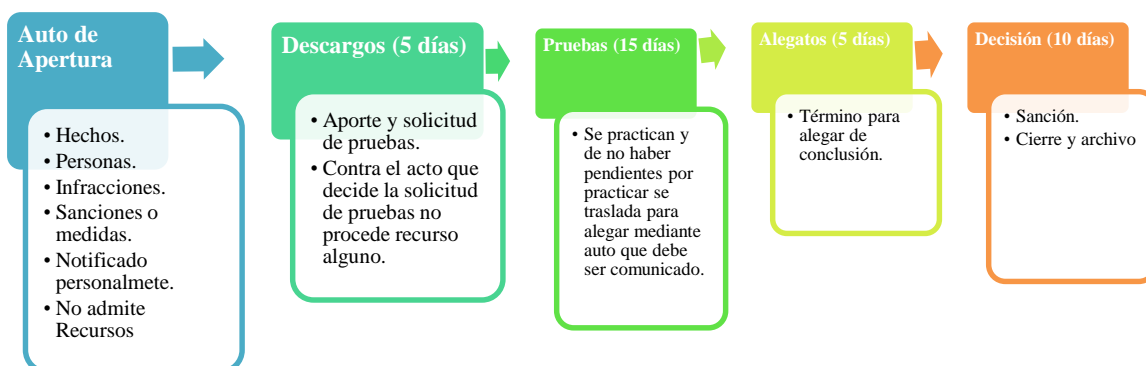 Auto de
Apertura
• Hechos.
• Personas.
• Infracciones.
• Sanciones o
medidas.
• Notificado
personalmete.
• No admite
Recursos
Descargos (5 días)
• Aporte y solicitud
de pruebas.
• Contra el acto que
decide la solicitud
de pruebas no
procede recurso
alguno.
Pruebas (15 días)
• Se practican y
de no haber
pendientes por
practicar se
traslada para
alegar mediante
auto que debe
ser comunicado.
Alegatos (5 días)
• Término para
alegar de
conclusión.
Decisión (10 días)
• Sanción.
• Cierre y archivo